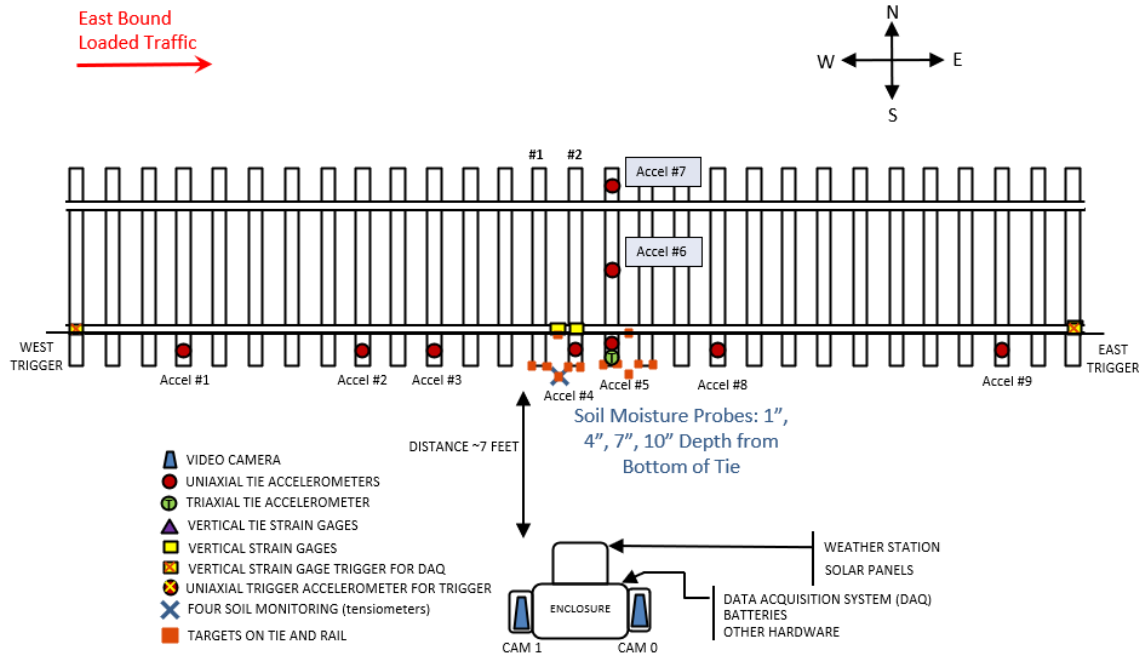 East Bound
Loaded Traffic
N
W
E
S
#1
#2
Accel #7
Accel #6
WEST
TRIGGER
EAST
TRIGGER
Accel #1
Accel #2
Accel #3
Accel #4
T
Accel #5
Accel #8
Accel #9
DISTANCE ~7 FEET
Soil Moisture Probes: 1”,
4”, 7”, 10” Depth from
Bottom of Tie
VIDEO CAMERA
UNIAXIAL TIE ACCELEROMETERS
T
TRIAXIAL TIE ACCELEROMETER
VERTICAL TIE STRAIN GAGES
VERTICAL STRAIN GAGES
VERTICAL STRAIN GAGE TRIGGER FOR DAQ
UNIAXIAL TRIGGER ACCELEROMETER FOR TRIGGER
FOUR SOIL MONITORING (tensiometers)
TARGETS ON TIE AND RAIL
ENCLOSURE
CAM 1
CAM 0
WEATHER STATION
SOLAR PANELS
DATA ACQUISITION SYSTEM (DAQ)
BATTERIES
OTHER HARDWARE